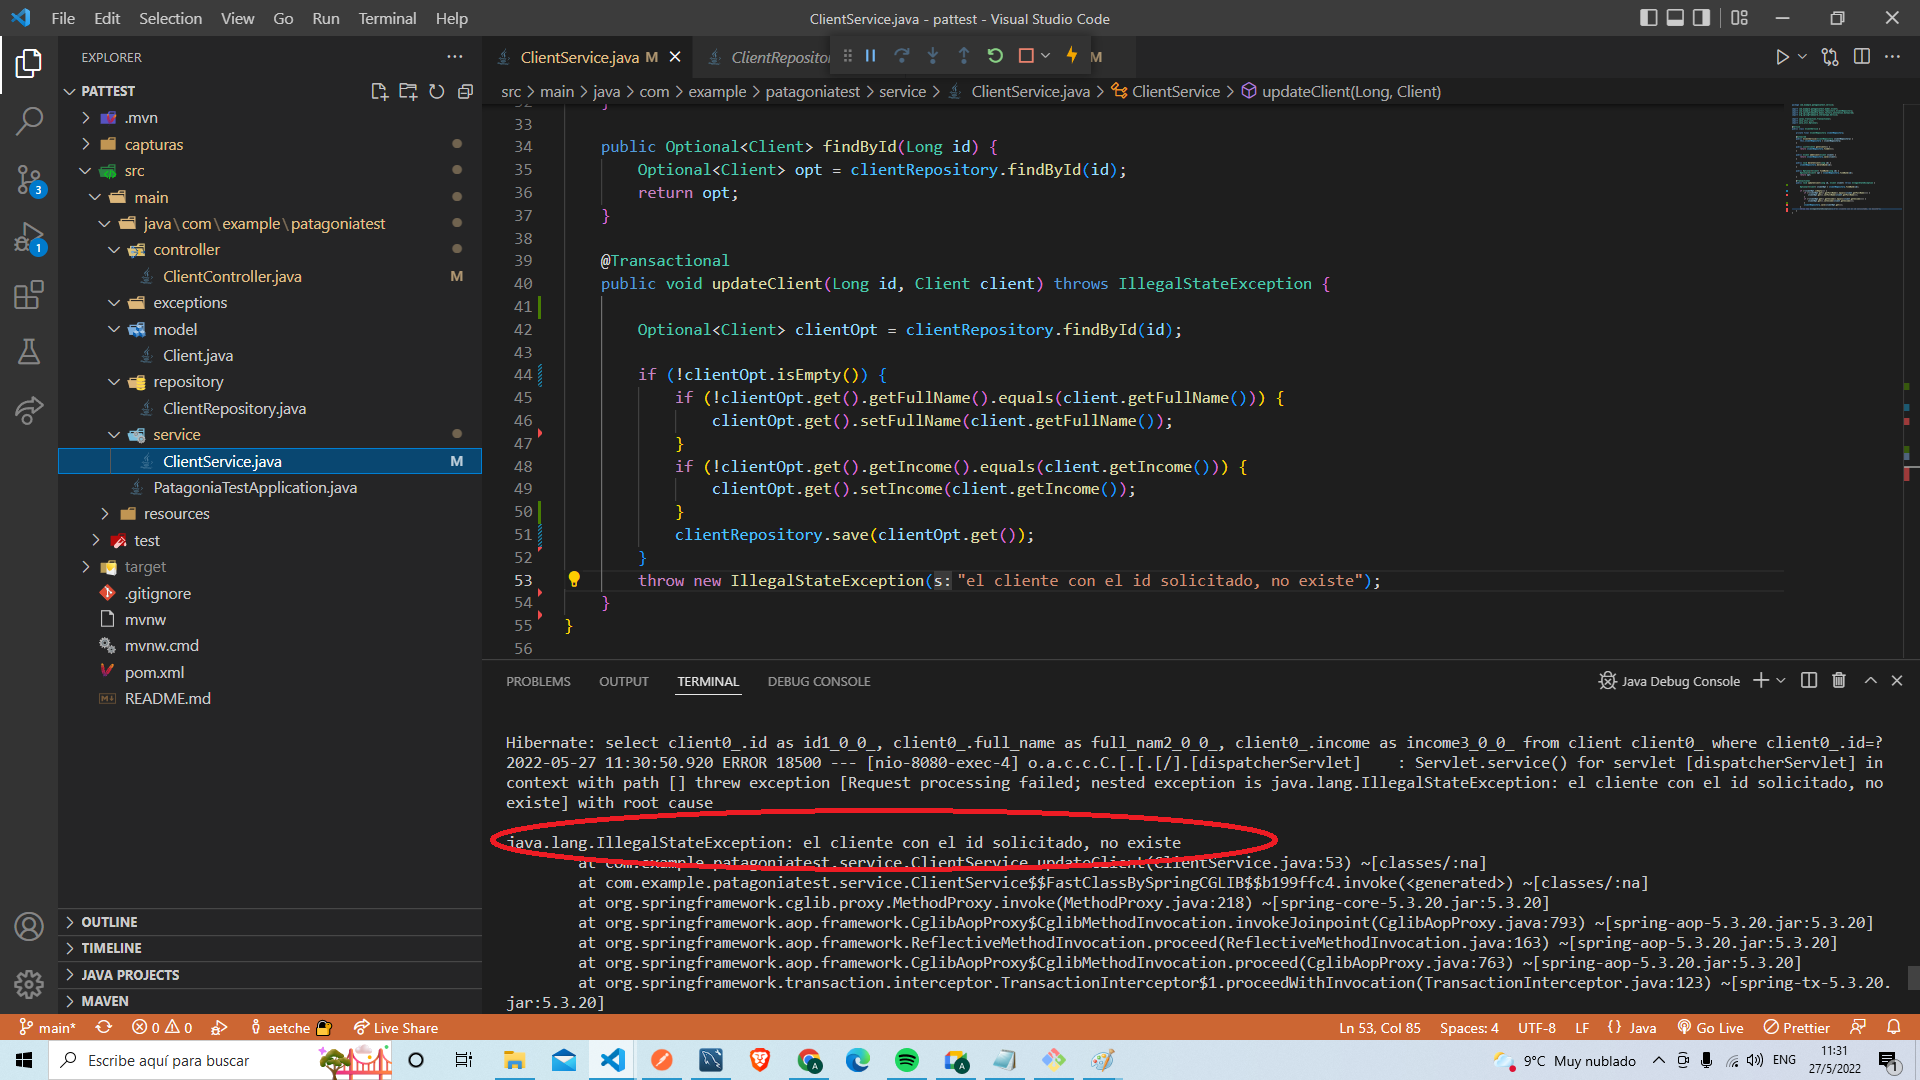 File Edit Selection View Go Run Terminal Help
ClientService.java - pattest - Visual Studio Code
EXPLORER
PATTEST
.mvn
capturas
src
main
java\com\example\patagoniatest
controller
ClientController.java M
exceptions
model
Client.java
repository
ClientRepository.java
service
ClientService.java M
PatagoniaTestApplication.java
resources
test
target
.gitignore
mvnw
mvnw.cmd
pom.xml
README.md
OUTLINE
TIMELINE
JAVA PROJECTS
MAVEN
3
1
ClientService.java M
ClientRepositor
M
src > main > java > com > example > patagoniatest > service > ClientService.java > ClientService > updateClient(Long, Client)
33
34 public Optional<Client> findById(Long id) {
35 Optional<Client> opt = clientRepository.findById(id);
36 return opt;
37 }
38
39 @Transactional
40 public void updateClient(Long id, Client client) throws IllegalStateException {
41
42 Optional<Client> clientOpt = clientRepository.findById(id);
43
44 if (!clientOpt.isEmpty()) {
45 if (!clientOpt.get().getFullName().equals(client.getFullName())) {
46 clientOpt.get().setFullName(client.getFullName());
47 }
48 if (!clientOpt.get().getIncome().equals(client.getIncome())) {
49 clientOpt.get().setIncome(client.getIncome());
50 }
51 clientRepository.save(clientOpt.get());
52 }
53 throw new IllegalStateException(s:"el cliente con el id solicitado, no existe");
54 }
55 }
56
PROBLEMS OUTPUT TERMINAL DEBUG CONSOLE
Java Debug Console
Hibernate: select client0_.id as id1_0_0_, client0_.full_name as full_nam2_0_0_, client0_.income as income3_0_0_ from client client0_ where client0_.id=?
2022-05-27 11:30:50.920 ERROR 18500 --- [nio-8080-exec-4] o.a.c.c.C.[.[.[/].[dispatcherServlet] : Servlet.service() for servlet [dispatcherServlet] in
context with path [] threw exception [Request processing failed; nested exception is java.lang.IllegalStateException: el cliente con el id solicitado, no
existe] with root cause
java.lang.IllegalStateException: el cliente con el id solicitado, no existe
at com.example.patagoniatest.service.ClientService.updateClient(ClientService.java:53) ~[classes/:na]
at com.example.patagoniatest.service.ClientService$$FastClassBySpringCGLIB$$b199ffc4.invoke(<generated>) ~[classes/:na]
at org.springframework.cglib.proxy.MethodProxy.invoke(MethodProxy.java:218) ~[spring-core-5.3.20.jar:5.3.20]
at org.springframework.aop.framework.CglibAopProxy$CglibMethodInvocation.invokeJoinpoint(CglibAopProxy.java:793) ~[spring-aop-5.3.20.jar:5.3.20]
at org.springframework.aop.framework.ReflectiveMethodInvocation.proceed(ReflectiveMethodInvocation.java:163) ~[spring-aop-5.3.20.jar:5.3.20]
at org.springframework.aop.framework.CglibAopProxy$CglibMethodInvocation.proceed(CglibAopProxy.java:763) ~[spring-aop-5.3.20.jar:5.3.20]
at org.springframework.transaction.interceptor.TransactionInterceptor$1.proceedWithInvocation(TransactionInterceptor.java:123) ~[spring-tx-5.3.20.
jar:5.3.20]
main* 0 0 aetche Live Share
Ln 53, Col 85 Spaces: 4 UTF-8 LF {} Java Go Live Prettier
Escribe aquí para buscar
9°C Muy nublado ENG 11:31
27/5/2022
1